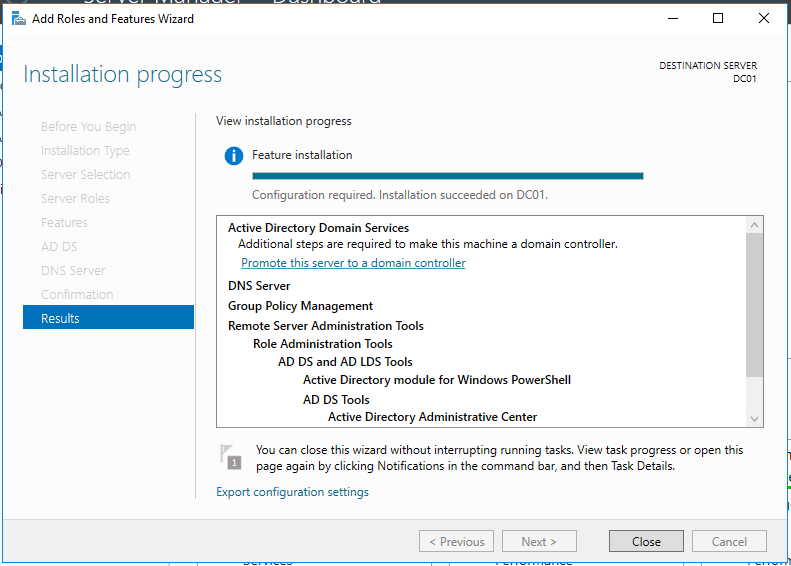 Add Roles and Features Wizard
Installation progress
DESTINATION SERVER
DC01
Before You Begin
Installation Type
Server Selection
Server Roles
Features
AD DS
DNS Server
Confirmation
Results
View installation progress
Feature installation
Configuration required. Installation succeeded on DC01.
Active Directory Domain Services
Additional steps are required to make this machine a domain controller.
Promote this server to a domain controller
DNS Server
Group Policy Management
Remote Server Administration Tools
Role Administration Tools
AD DS and AD LDS Tools
Active Directory module for Windows PowerShell
AD DS Tools
Active Directory Administrative Center
1
You can close this wizard without interrupting running tasks. View task progress or open this
page again by clicking Notifications in the command bar, and then Task Details.
Export configuration settings
< Previous
Next >
Close
Cancel